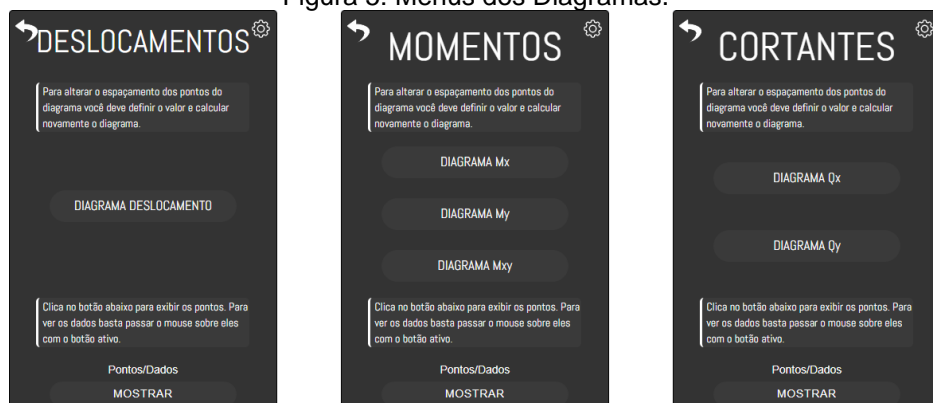 Figura 5. Menus dos Diagramas.
DESLOCAMENTOS
Para alterar o espaçamento dos pontos do
diagrama você deve definir o valor e calcular
novamente o diagrama.
DIAGRAMA DESLOCAMENTO
Clica no botão abaixo para exibir os pontos. Para
ver os dados basta passar o mouse sobre eles
com o botão ativo.
Pontos/Dados
MOSTRAR
MOMENTOS
Para alterar o espaçamento dos pontos do
diagrama você deve definir o valor e calcular
novamente o diagrama.
DIAGRAMA Mx
DIAGRAMA My
DIAGRAMA Mxy
Clica no botão abaixo para exibir os pontos. Para
ver os dados basta passar o mouse sobre eles
com o botão ativo.
Pontos/Dados
MOSTRAR
CORTANTES
Para alterar o espaçamento dos pontos do
diagrama você deve definir o valor e calcular
novamente o diagrama.
DIAGRAMA Qx
DIAGRAMA Qy
Clica no botão abaixo para exibir os pontos. Para
ver os dados basta passar o mouse sobre eles
com o botão ativo.
Pontos/Dados
MOSTRAR